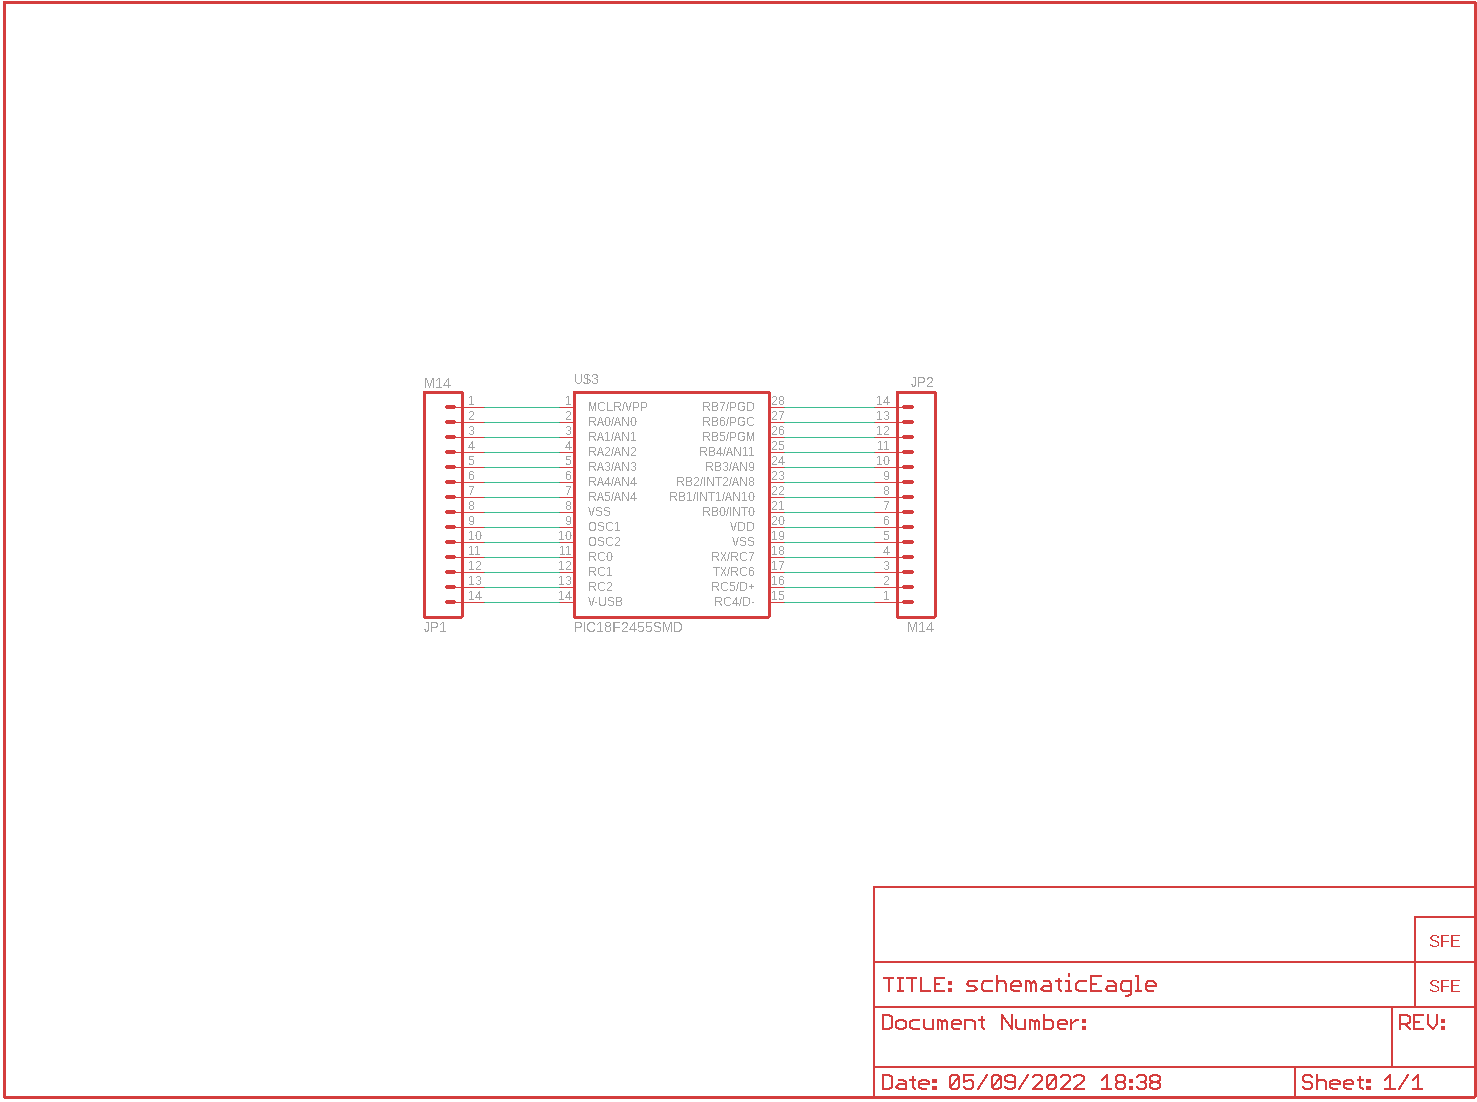 M14 U$3 JP2
1 1 MCLR/VPP RB7/PGD 28 14
2 2 RA0/AN0 RB6/PGC 27 13
3 3 RA1/AN1 RB5/PGM 26 12
4 4 RA2/AN2 RB4/AN11 25 11
5 5 RA3/AN3 RB3/AN9 24 10
6 6 RA4/AN4 RB2/INT2/AN8 23 9
7 7 RA5/AN4 RB1/INT1/AN10 22 8
8 8 VSS RB0/INT0 21 7
9 9 OSC1 VDD 20 6
10 10 OSC2 VSS 19 5
11 11 RC0 RX/RC7 18 4
12 12 RC1 TX/RC6 17 3
13 13 RC2 RC5/D+ 16 2
14 14 V-USB RC4/D- 15 1
JP1 PIC18F2455SMD M14
SFE
TITLE: schematicEagle SFE
Document Number: REV:
Date: 05/09/2022 18:38 Sheet: 1/1